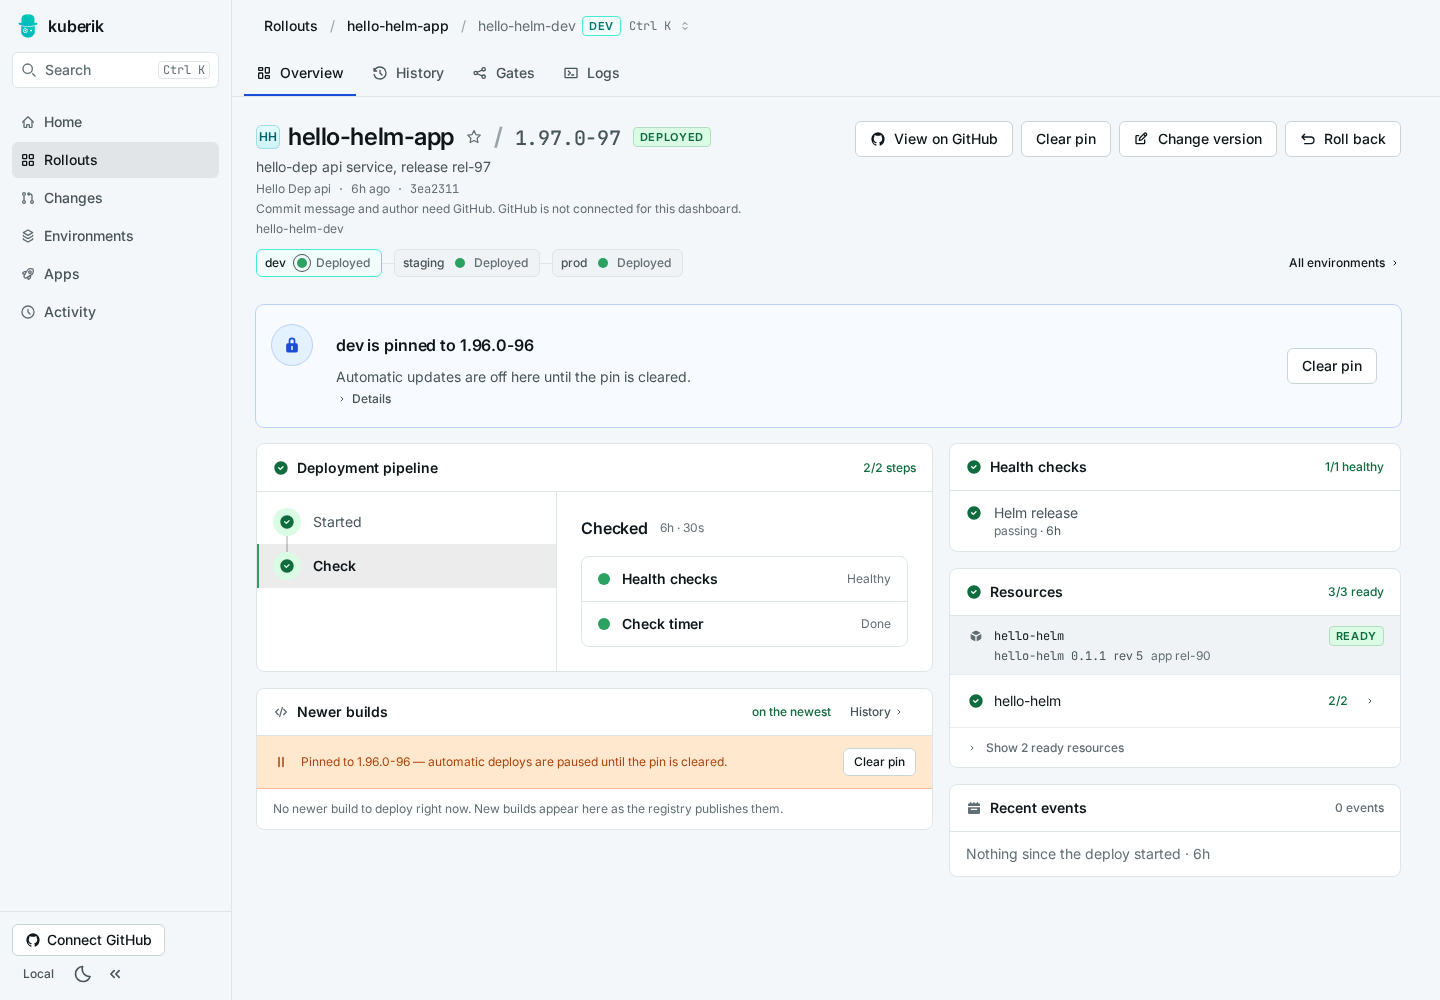 kuberik
Search
Ctrl K
Home
Rollouts
Changes
Environments
Apps
Activity
Connect GitHub
Local
Rollouts / hello-helm-app / hello-helm-dev DEV Ctrl K
Overview
History
Gates
Logs
HH hello-helm-app / 1.97.0-97 DEPLOYED
View on GitHub
Clear pin
Change version
Roll back
hello-dep api service, release rel-97
Hello Dep api · 6h ago · 3ea2311
Commit message and author need GitHub. GitHub is not connected for this dashboard.
hello-helm-dev
dev Deployed
staging Deployed
prod Deployed
All environments
dev is pinned to 1.96.0-96
Automatic updates are off here until the pin is cleared.
Details
Clear pin
Deployment pipeline
2/2 steps
Started
Check
Checked 6h · 30s
Health checks Healthy
Check timer Done
Newer builds
on the newest
History
Pinned to 1.96.0-96 — automatic deploys are paused until the pin is cleared.
Clear pin
No newer build to deploy right now. New builds appear here as the registry publishes them.
Health checks
1/1 healthy
Helm release
passing · 6h
Resources
3/3 ready
hello-helm
READY
hello-helm 0.1.1 rev 5 app rel-90
hello-helm
2/2
Show 2 ready resources
Recent events
0 events
Nothing since the deploy started · 6h